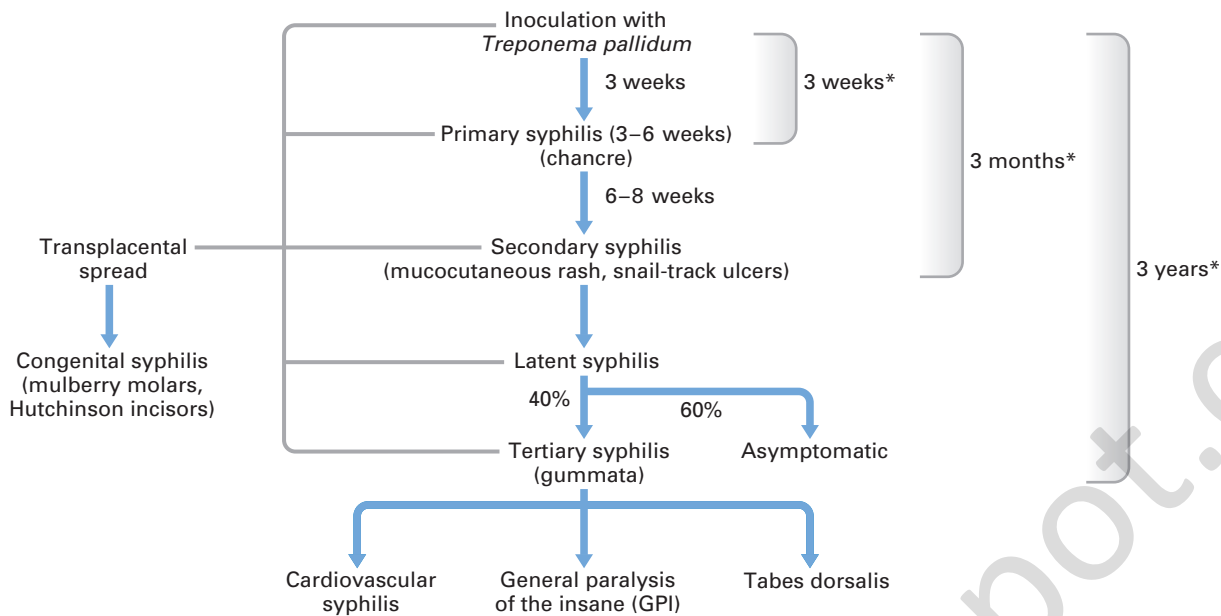 Inoculation with
Treponema pallidum
3 weeks
3 weeks*
Primary syphilis (3–6 weeks)
(chancre)
3 months*
6–8 weeks
Transplacental
spread
Secondary syphilis
(mucocutaneous rash, snail-track ulcers)
3 years*
Congenital syphilis
(mulberry molars,
Hutchinson incisors)
Latent syphilis
40%
60%
Tertiary syphilis
(gummata)
Asymptomatic
Cardiovascular
syphilis
General paralysis
of the insane (GPI)
Tabes dorsalis
pot.